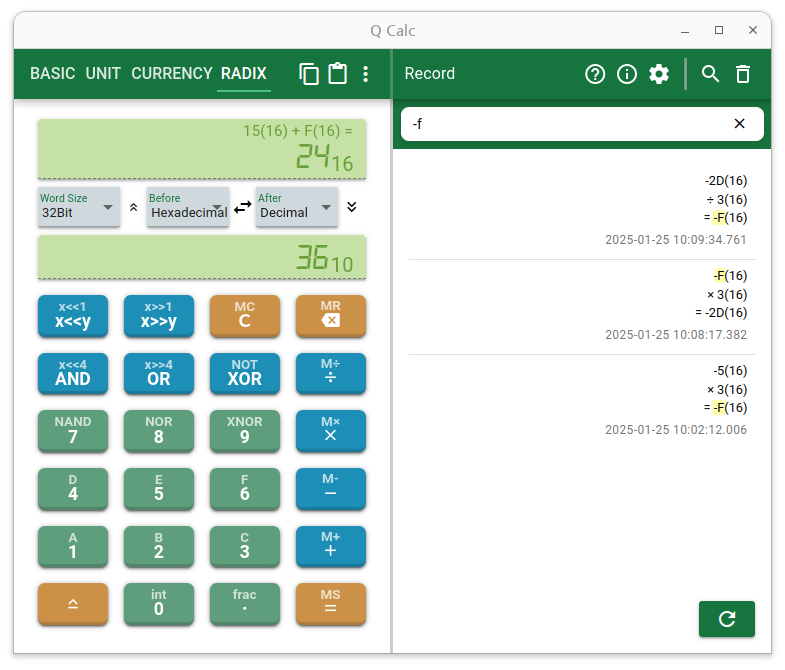 Q Calc
BASIC UNIT CURRENCY RADIX
Record
-f
15(16) + F(16) =
24 16
Word Size
32Bit
Before
Hexadecimal
After
Decimal
36 10
x<<1
x<<y
x>>1
x>>y
MC
C
MR
x<<4
AND
x>>4
OR
NOT
XOR
M÷
÷
NAND
7
NOR
8
XNOR
9
M×
×
D
4
E
5
F
6
M-
−
A
1
B
2
C
3
M+
+
int
0
frac
.
MS
=
-2D(16)
÷ 3(16)
= -F(16)
2025-01-25 10:09:34.761
-F(16)
× 3(16)
= -2D(16)
2025-01-25 10:08:17.382
-5(16)
× 3(16)
= -F(16)
2025-01-25 10:02:12.006